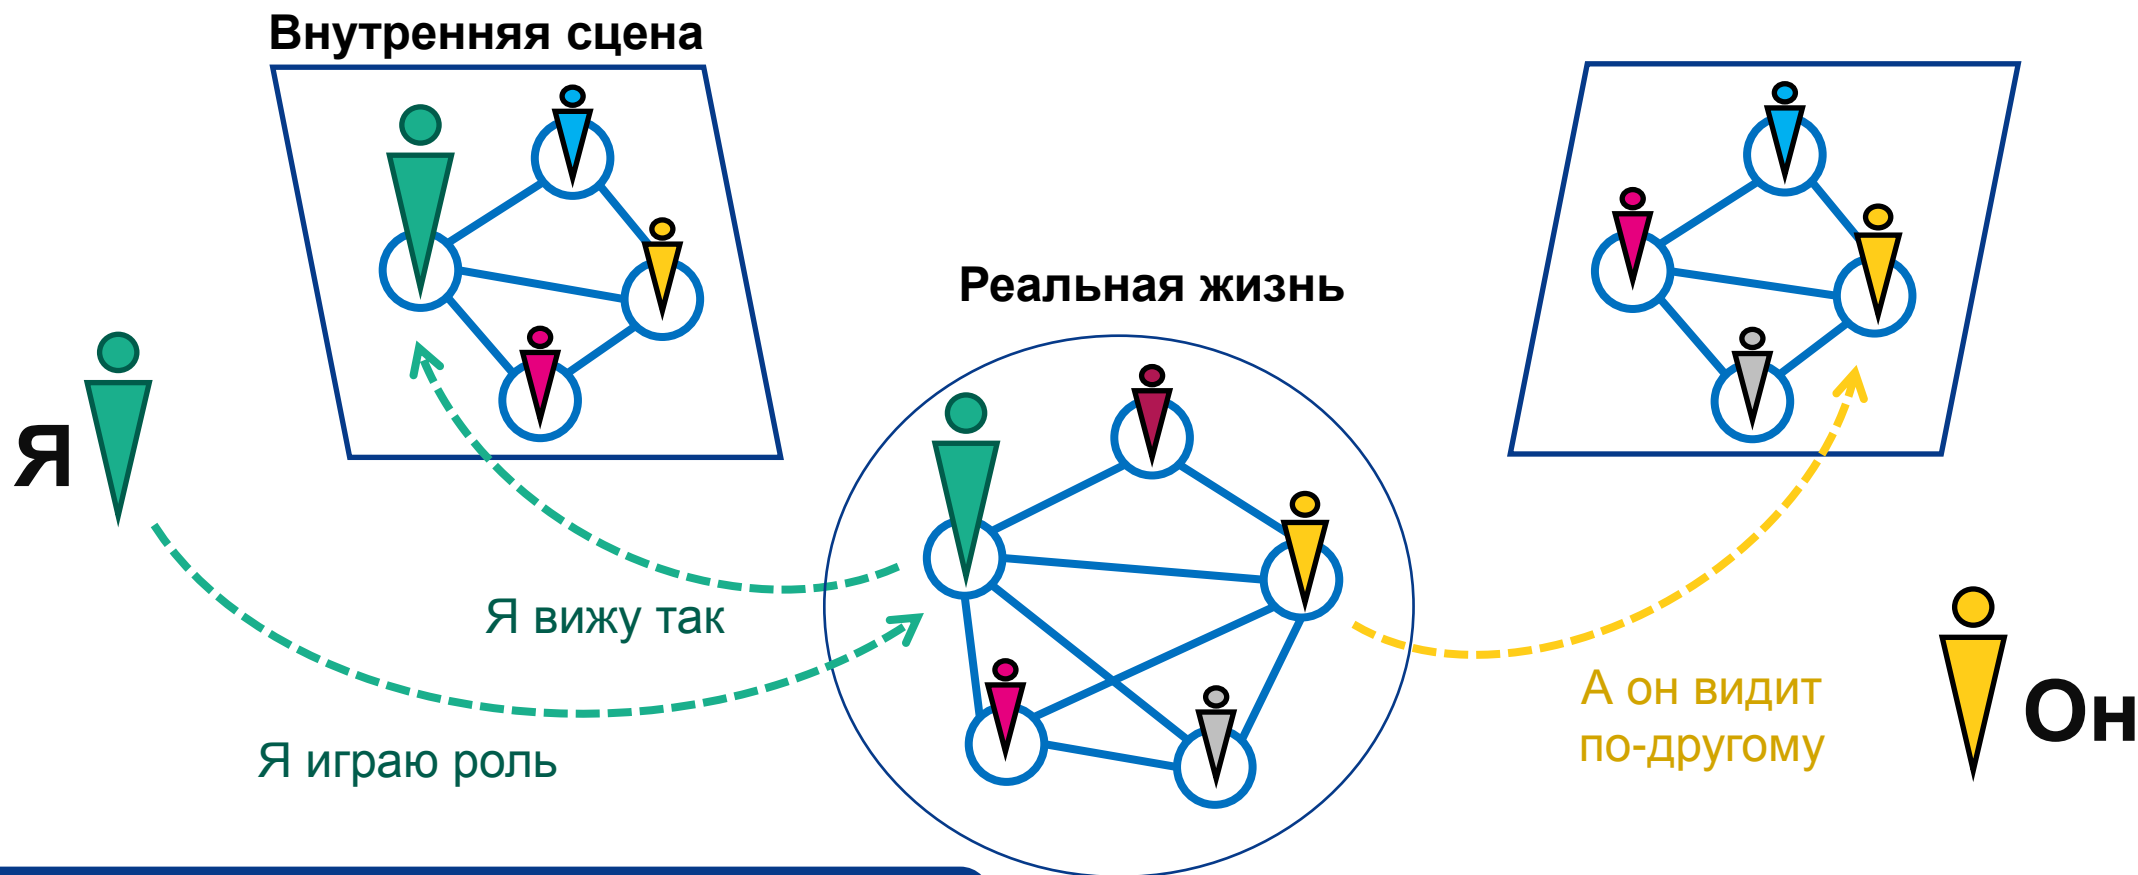 Внутренняя сцена
Реальная жизнь
Я
Я вижу так
Я играю роль
А он видит
по-другому
Он